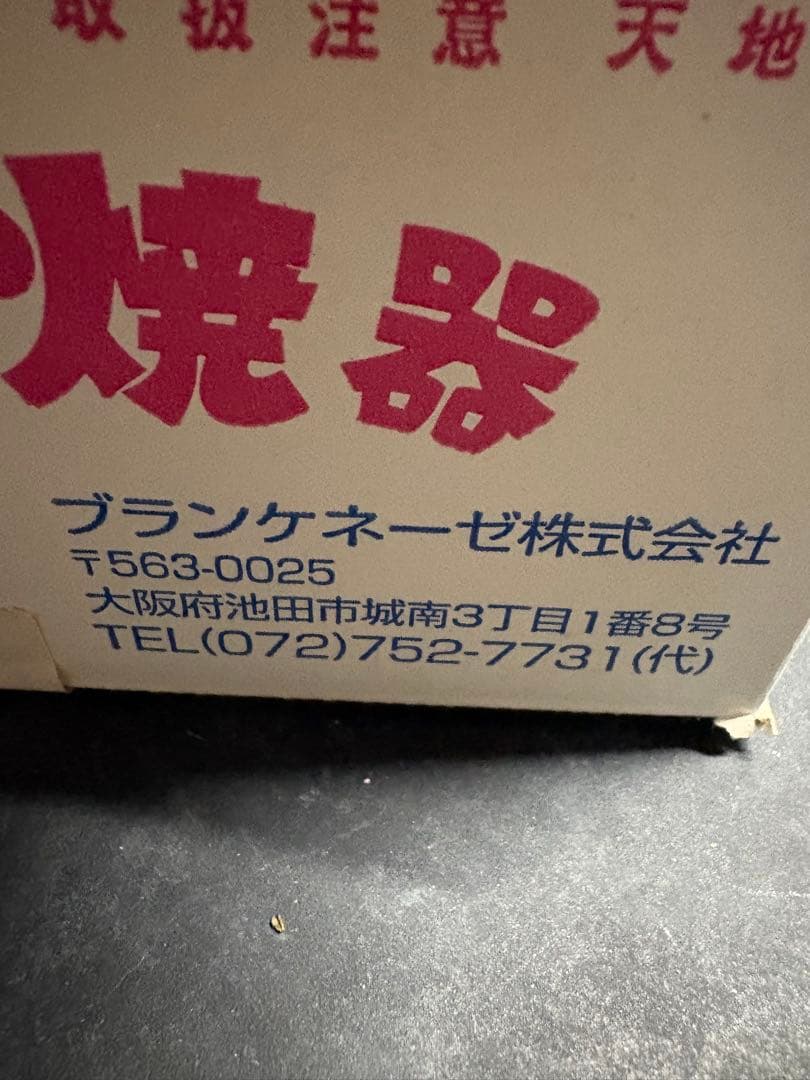 取扱注意 天地
焼器
ブランケネーゼ株式会社
〒563-0025
大阪府池田市城南3丁目1番8号
TEL(072)752-7731(代)